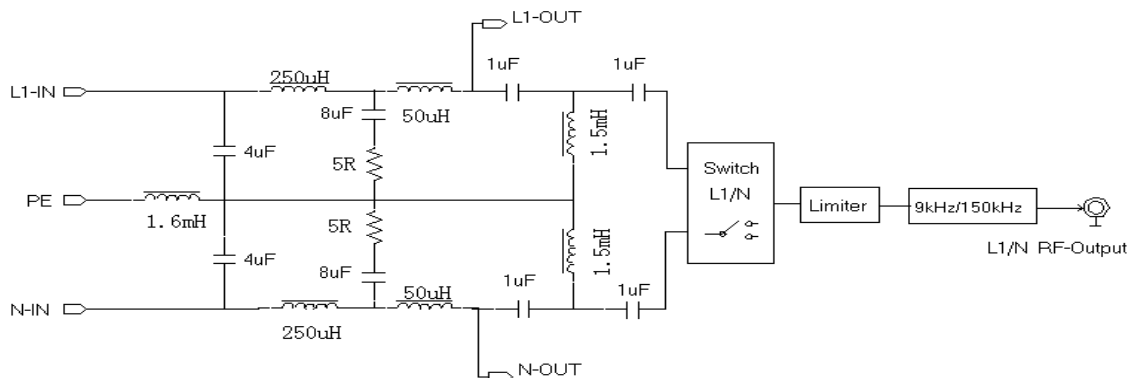 L1-OUT
1uF
1uF
250uH
L1-IN
8uF
50uH
1.5mH
4uF
5R
Switch
L1/N
PE
Limiter
9kHz/150kHz
1.6mH
5R
1.5mH
L1/N RF-Output
4uF
8uF
1uF
1uF
50uH
N-IN
250uH
N-OUT